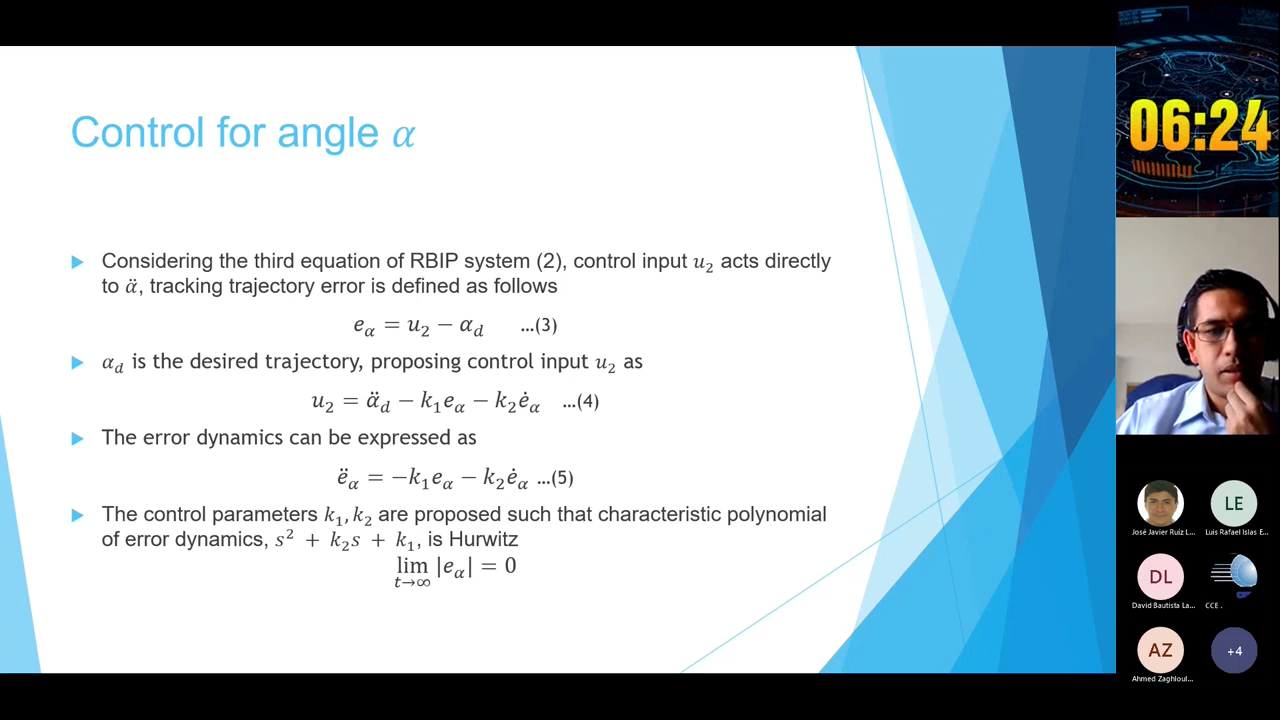 Control for angle α
Considering the third equation of RBIP system (2), control input u₂ acts directly
to α̈, tracking trajectory error is defined as follows
e_α = u₂ − α_d …(3)
α_d is the desired trajectory, proposing control input u₂ as
u₂ = α̈_d − k₁e_α − k₂ė_α …(4)
The error dynamics can be expressed as
ë_α = −k₁e_α − k₂ė_α …(5)
The control parameters k₁, k₂ are proposed such that characteristic polynomial
of error dynamics, s² + k₂s + k₁, is Hurwitz
lim |e_α| = 0
t→∞
06:24
José Javier Ruíz L...
LE
Luis Rafael Islas E...
DL
David Bautista La...
CCE .
AZ
Ahmed Zaghloul...
+4